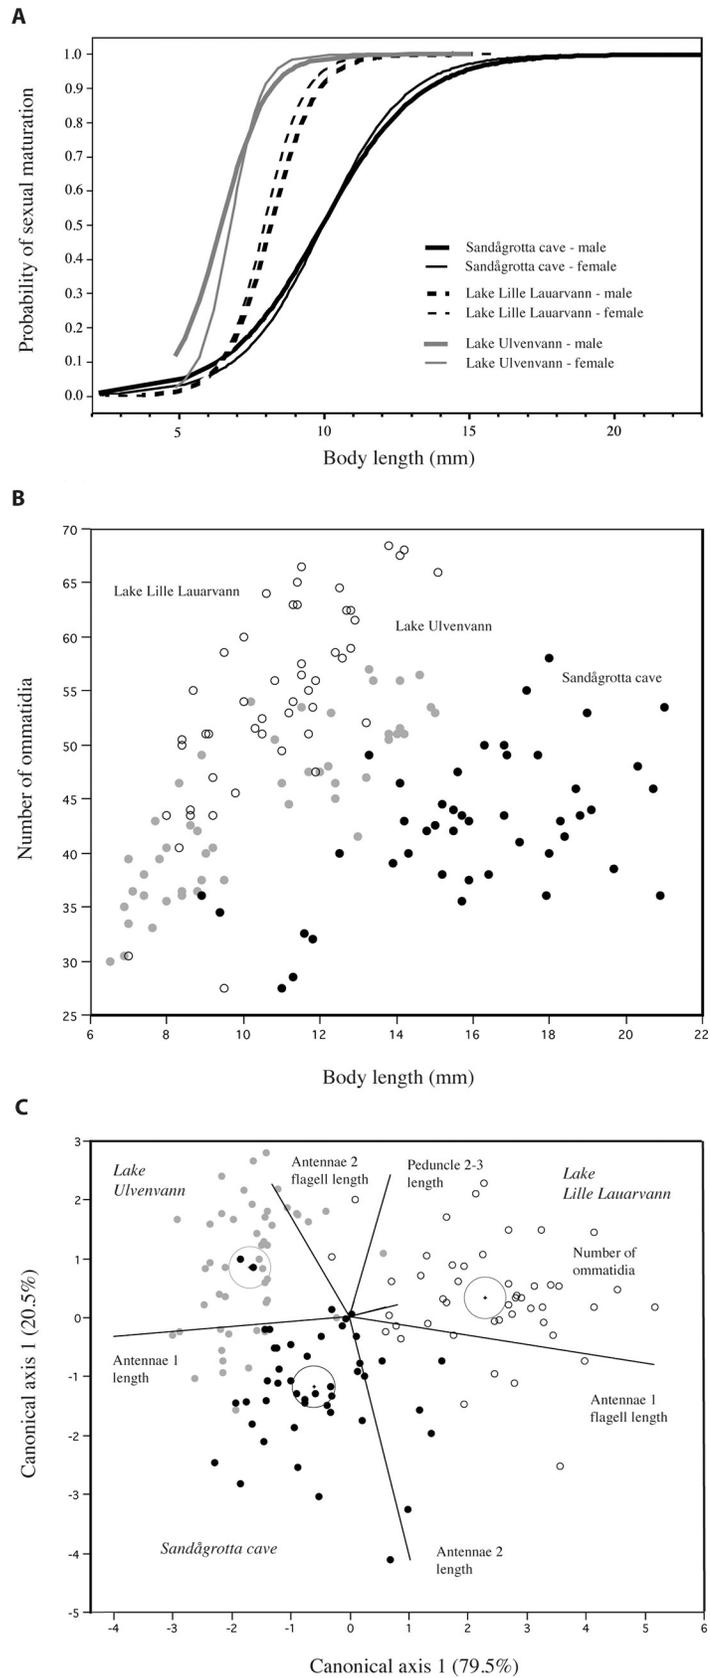 A
1.0
0.9
0.8
0.7
0.6
0.5
0.4
0.3
0.2
0.1
0.0
Probability of sexual maturation
Sandågrotta cave - male
Sandågrotta cave - female
Lake Lille Lauarvann - male
Lake Lille Lauarvann - female
Lake Ulvenvann - male
Lake Ulvenvann - female
5 10 15 20
Body length (mm)
B
70
65
60
55
50
45
40
35
30
25
Number of ommatidia
Lake Lille Lauarvann
Lake Ulvenvann
Sandågrotta cave
6 8 10 12 14 16 18 20 22
Body length (mm)
C
3
2
1
0
-1
-2
-3
-4
-5
Canonical axis 1 (20.5%)
Lake
Ulvenvann
Antennae 2
flagell length
Peduncle 2-3
length
Lake
Lille Lauarvann
Number of
ommatidia
Antennae 1
length
Antennae 1
flagell length
Sandågrotta cave
Antennae 2
length
-4 -3 -2 -1 0 1 2 3 4 5 6
Canonical axis 1 (79.5%)